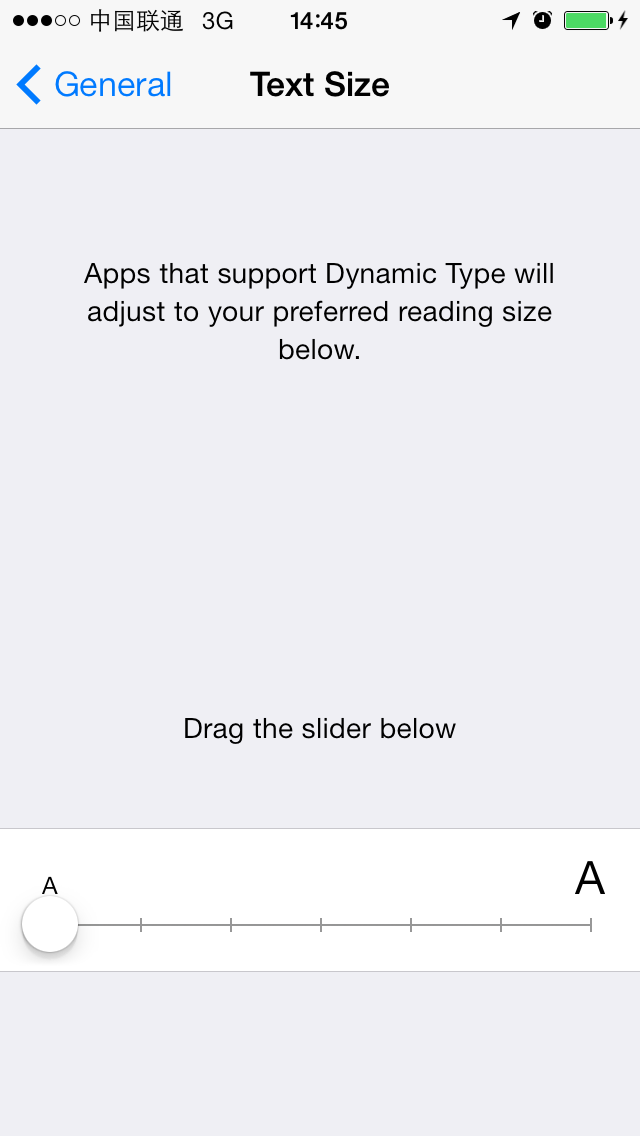 中国联通 3G 14:45
General Text Size
Apps that support Dynamic Type will
adjust to your preferred reading size
below.
Drag the slider below
A A